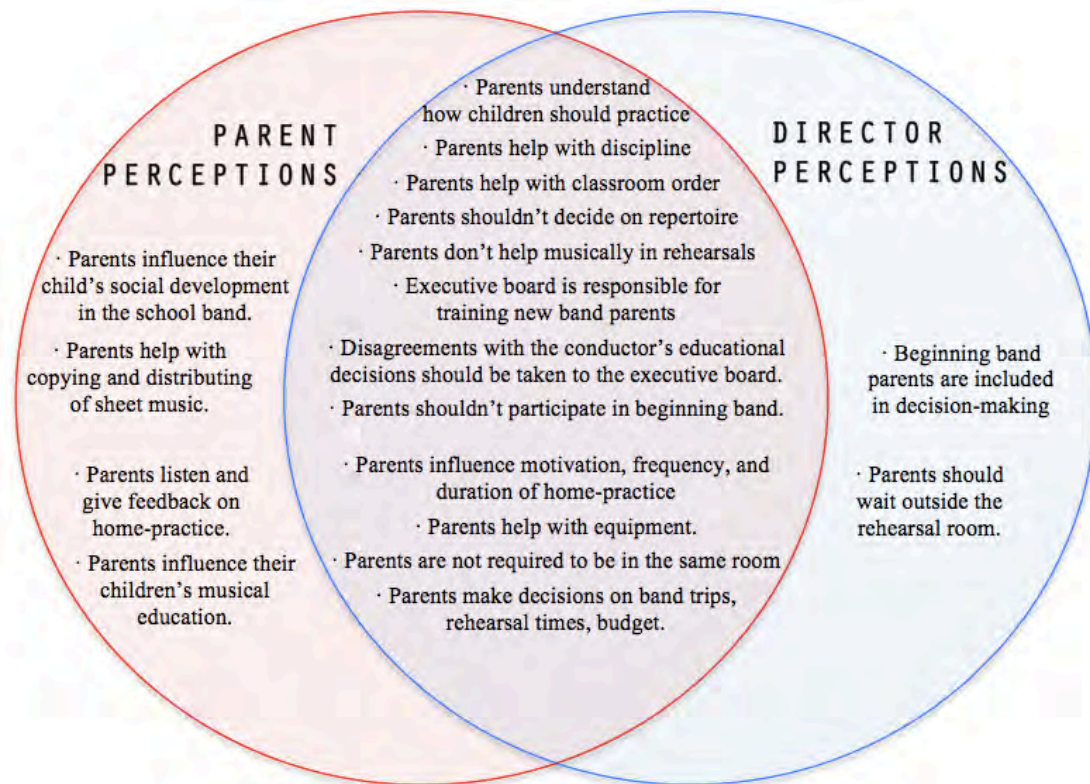 PARENT
PERCEPTIONS
· Parents influence their
child’s social development
in the school band.
· Parents help with
copying and distributing
of sheet music.
· Parents listen and
give feedback on
home-practice.
· Parents influence their
children’s musical
education.
· Parents understand
how children should practice
· Parents help with discipline
· Parents help with classroom order
· Parents shouldn’t decide on repertoire
· Parents don’t help musically in rehearsals
· Executive board is responsible for
training new band parents
· Disagreements with the conductor’s educational
decisions should be taken to the executive board.
· Parents shouldn’t participate in beginning band.
· Parents influence motivation, frequency, and
duration of home-practice
· Parents help with equipment.
· Parents are not required to be in the same room
· Parents make decisions on band trips,
rehearsal times, budget.
DIRECTOR
PERCEPTIONS
· Beginning band
parents are included
in decision-making
· Parents should
wait outside the
rehearsal room.